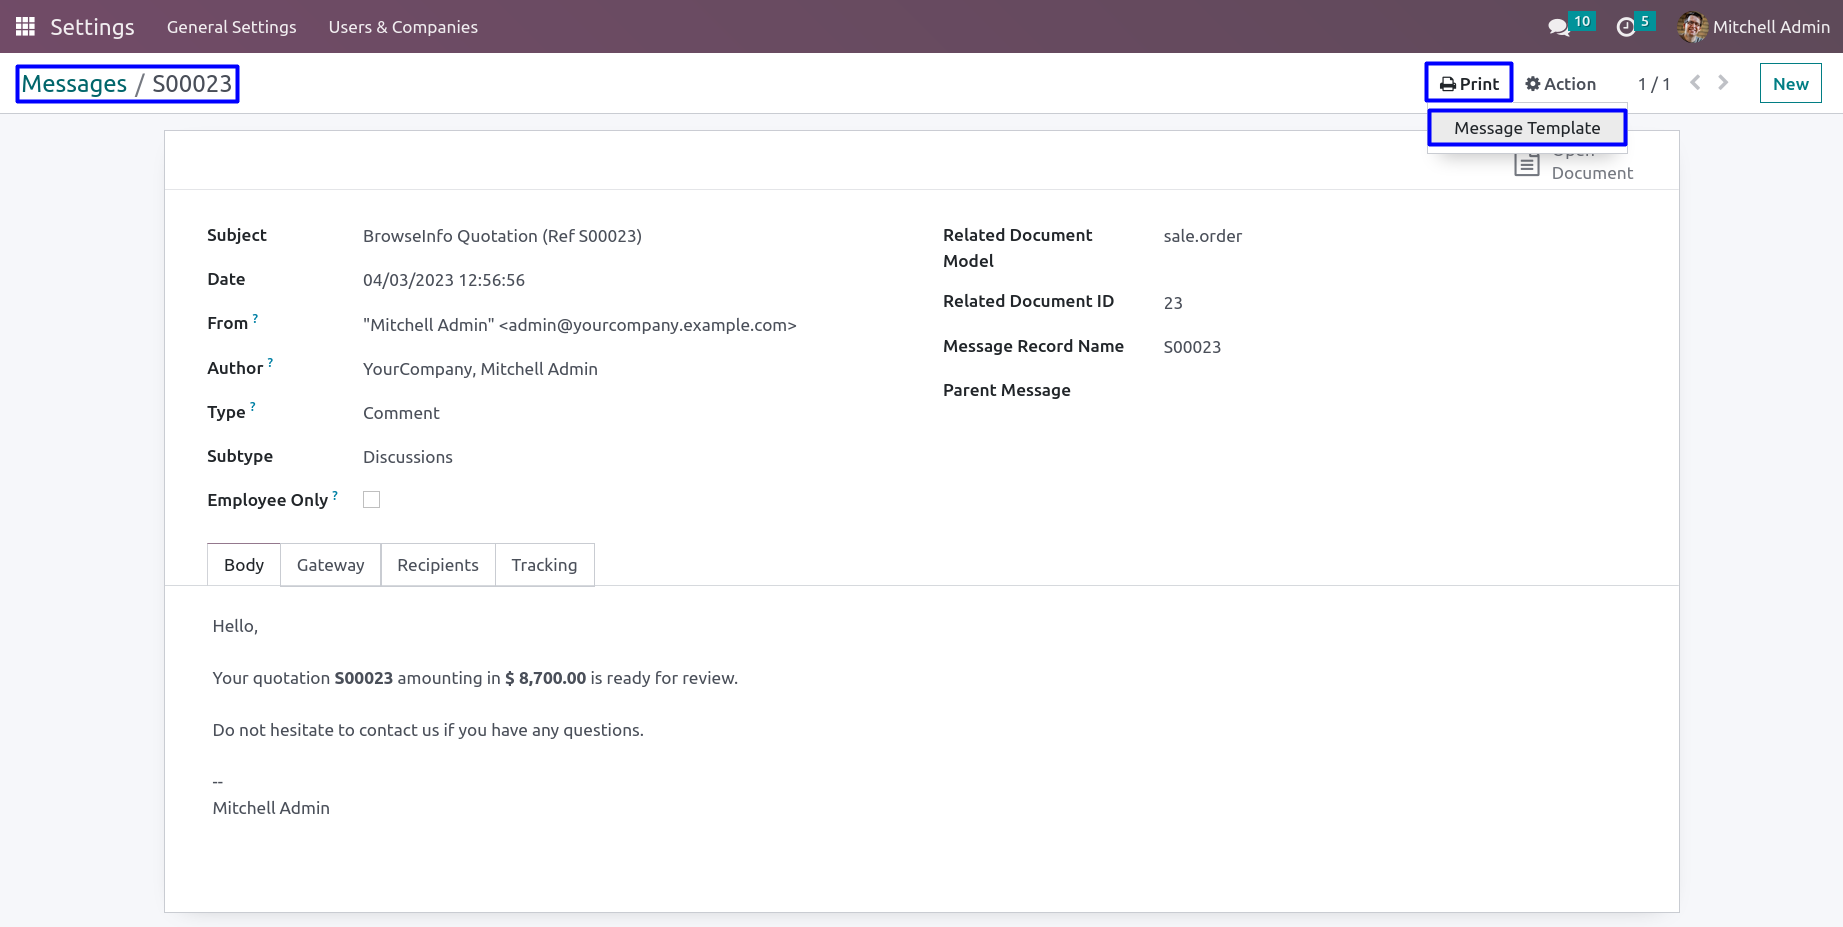 Settings General Settings Users & Companies 10 5 Mitchell Admin
Messages / S00023 Print Action 1 / 1 New
Message Template
Open
Document
Subject BrowseInfo Quotation (Ref S00023) Related Document Model sale.order
Date 04/03/2023 12:56:56
From ? "Mitchell Admin" <admin@yourcompany.example.com> Related Document ID 23
Author ? YourCompany, Mitchell Admin Message Record Name S00023
Type ? Comment Parent Message
Subtype Discussions
Employee Only ?
Body Gateway Recipients Tracking
Hello,
Your quotation S00023 amounting in $ 8,700.00 is ready for review.
Do not hesitate to contact us if you have any questions.
--
Mitchell Admin